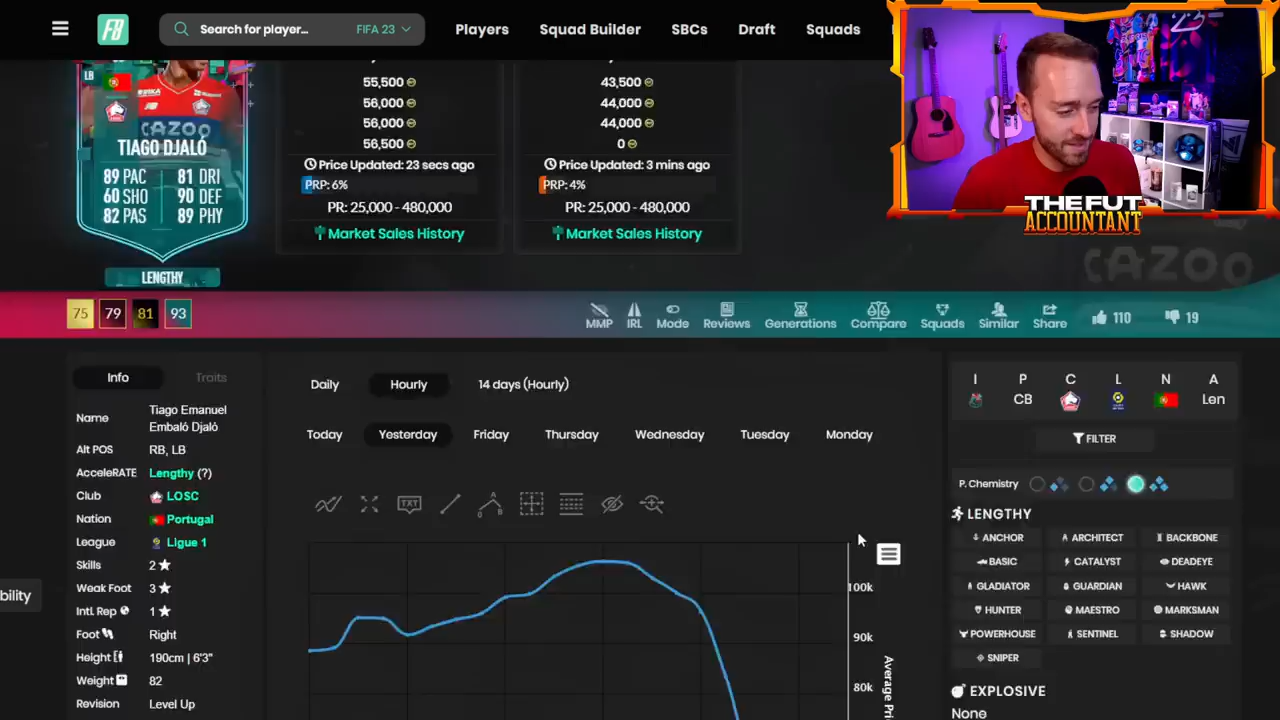 F8
Search for player...
FIFA 23
Players
Squad Builder
SBCs
Draft
Squads
LB
CAZOO
TIAGO DJALÓ
89 PAC
81 DRI
60 SHO
90 DEF
82 PAS
89 PHY
LENGTHY
55,500
56,000
56,000
56,500
Price Updated: 23 secs ago
PRP: 6%
PR: 25,000 - 480,000
Market Sales History
43,500
44,000
44,000
0
Price Updated: 3 mins ago
PRP: 4%
PR: 25,000 - 480,000
Market Sales History
THE FUT
ACCOUNTANT
CAZOO
75
79
81
93
MMP
IRL
Mode
Reviews
Generations
Compare
Squads
Similar
Share
110
19
Info
Traits
Name
Tiago Emanuel
Embaló Djaló
Alt POS
RB, LB
AcceleRATE
Lengthy (?)
Club
LOSC
Nation
Portugal
League
Ligue 1
Skills
2
Weak Foot
3
Intl. Rep
1
Foot
Right
Height
190cm | 6'3"
Weight
82
Revision
Level Up
bility
Daily
Hourly
14 days (Hourly)
Today
Yesterday
Friday
Thursday
Wednesday
Tuesday
Monday
TXT
100k
90k
80k
Average Pri
I
P
C
L
N
A
CB
Len
FILTER
P. Chemistry
LENGTHY
ANCHOR
ARCHITECT
BACKBONE
BASIC
CATALYST
DEADEYE
GLADIATOR
GUARDIAN
HAWK
HUNTER
MAESTRO
MARKSMAN
POWERHOUSE
SENTINEL
SHADOW
SNIPER
EXPLOSIVE
None